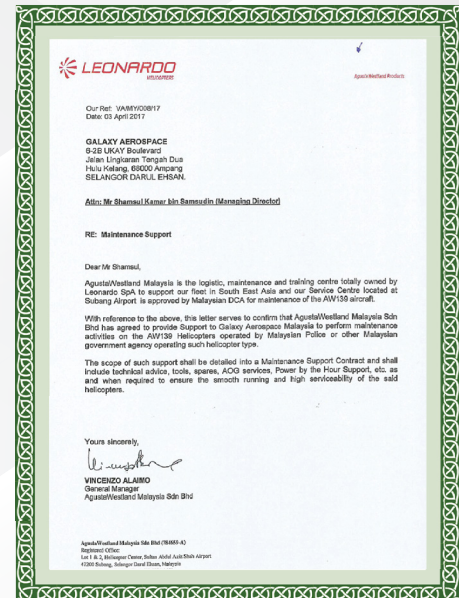 LEONARDO
HELICOPTERS
AgustaWestland Products
Our Ref: VA/MY/008/17
Date: 03 April 2017
GALAXY AEROSPACE
6-2B UKAY Boulevard
Jalan Lingkaran Tengah Dua
Hulu Kelang, 68000 Ampang
SELANGOR DARUL EHSAN.
Attn: Mr Shamsul Kamar bin Samsudin (Managing Director)
RE: Maintenance Support
Dear Mr Shamsul,
AgustaWestland Malaysia is the logistic, maintenance and training centre totally owned by
Leonardo SpA to support our fleet in South East Asia and our Service Centre located at
Subang Airport is approved by Malaysian DCA for maintenance of the AW139 aircraft.
With reference to the above, this letter serves to confirm that AgustaWestland Malaysia Sdn
Bhd has agreed to provide Support to Galaxy Aerospace Malaysia to perform maintenance
activities on the AW139 Helicopters operated by Malaysian Police or other Malaysian
government agency operating such helicopter type.
The scope of such support shall be detailed into a Maintenance Support Contract and shall
include technical advice, tools, spares, AOG services, Power by the Hour Support, etc. as
and when required to ensure the smooth running and high serviceability of the said
helicopters.
Yours sincerely,
VINCENZO ALAIMO
General Manager
AgustaWestland Malaysia Sdn Bhd
AgustaWestland Malaysia Sdn Bhd
Registered Office:
Lot 1 & 2, Helicopter Center, Sultan Abdul Aziz Shah Airport
47200 Subang, Selangor Darul Ehsan, Malaysia